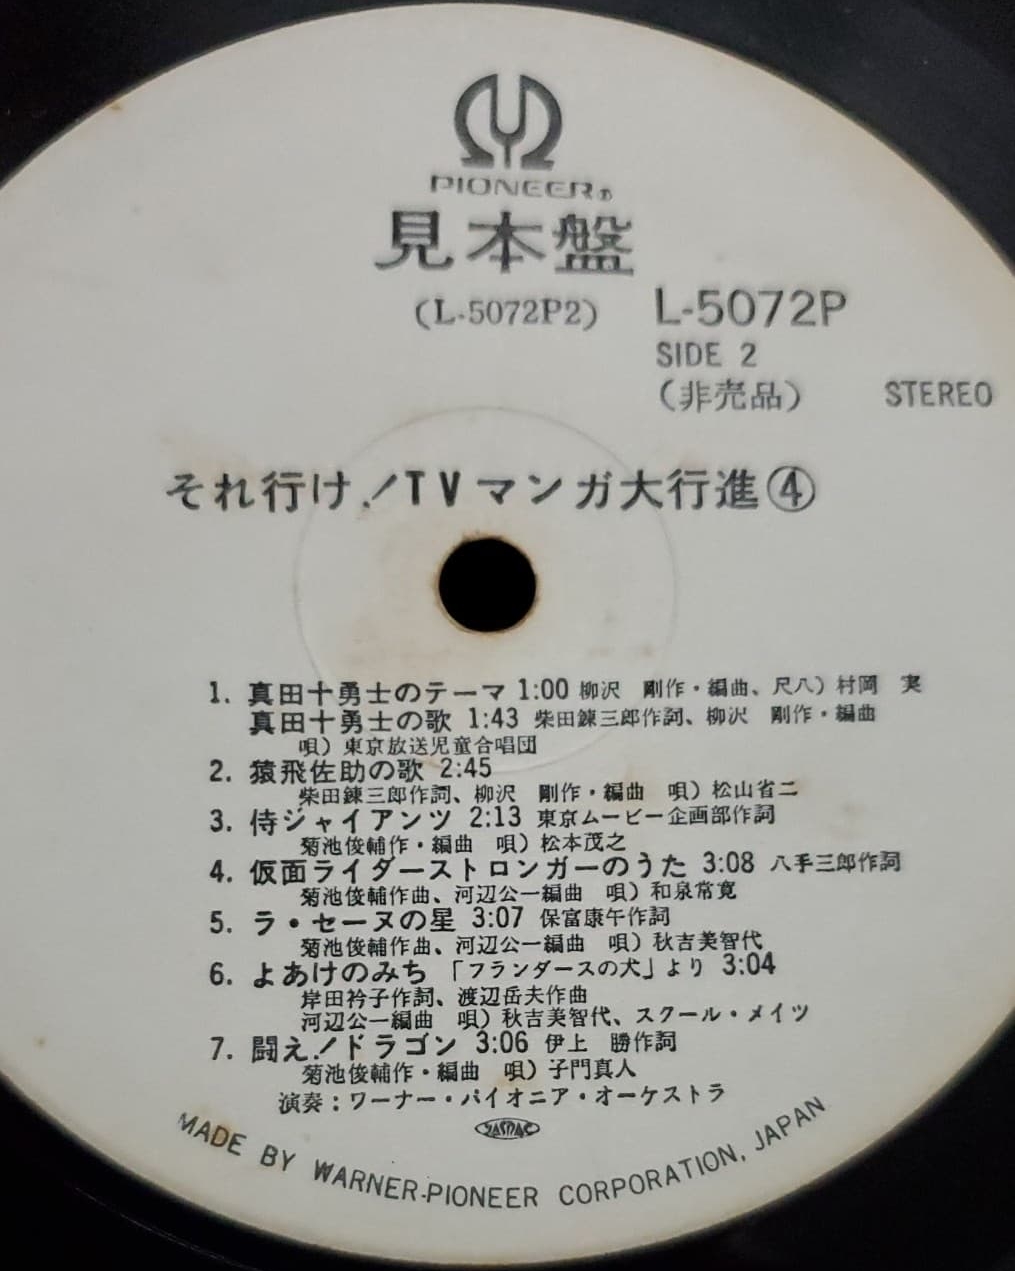 PIONEER®
見本盤
(L-5072P2)
L-5072P
SIDE 2
(非売品)
STEREO
それ行け!TVマンガ大行進④
1. 真田十勇士のテーマ 1:00 柳沢 剛作・編曲、尺八)村岡 実
真田十勇士の歌 1:43 柴田錬三郎作詞、柳沢 剛作・編曲
唄)東京放送児童合唱団
2. 猿飛佐助の歌 2:45
柴田錬三郎作詞、柳沢 剛作・編曲 唄)松山省二
3. 侍ジャイアンツ 2:13 東京ムービー企画部作詞
菊池俊輔作・編曲 唄)松本茂之
4. 仮面ライダーストロンガーのうた 3:08 八手三郎作詞
菊池俊輔作曲、河辺公一編曲 唄)和泉常寛
5. ラ・セーヌの星 3:07 保富康午作詞
菊池俊輔作曲、河辺公一編曲 唄)秋吉美智代
6. よあけのみち 「フランダースの犬」より 3:04
岸田衿子作詞、渡辺岳夫作曲
河辺公一編曲 唄)秋吉美智代、スクール・メイツ
7. 闘え!ドラゴン 3:06 伊上 勝作詞
菊池俊輔作・編曲 唄)子門真人
演奏:ワーナー・パイオニア・オーケストラ
JASRAC
MADE BY WARNER-PIONEER CORPORATION, JAPAN